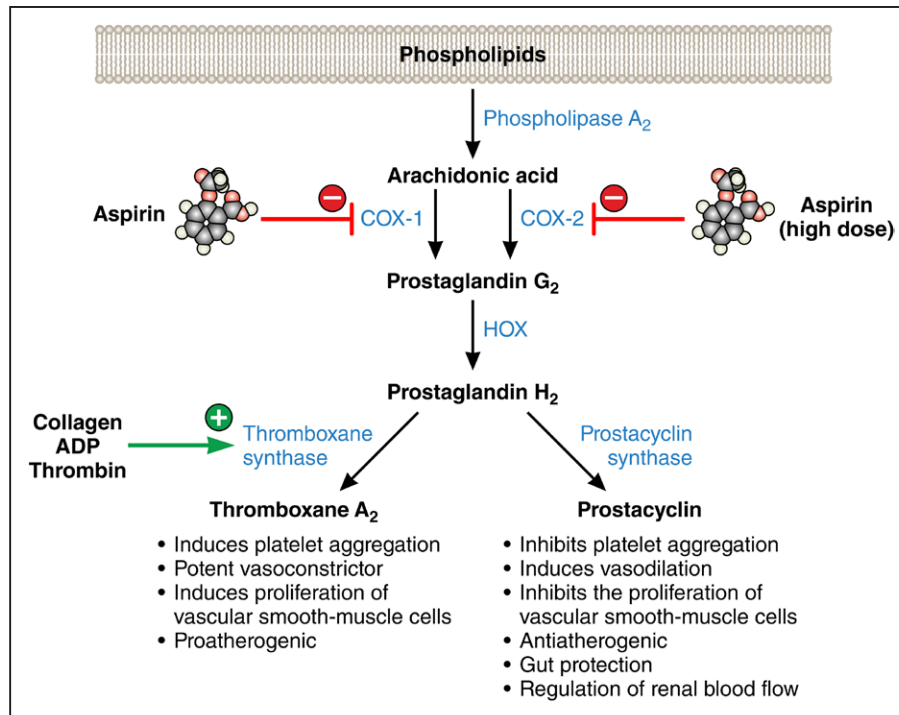 Phospholipids
Phospholipase A₂
Arachidonic acid
Aspirin
−
COX-1
COX-2
−
Aspirin
(high dose)
Prostaglandin G₂
HOX
Prostaglandin H₂
Collagen
ADP
Thrombin
+
Thromboxane
synthase
Prostacyclin
synthase
Thromboxane A₂
• Induces platelet aggregation
• Potent vasoconstrictor
• Induces proliferation of
vascular smooth-muscle cells
• Proatherogenic
Prostacyclin
• Inhibits platelet aggregation
• Induces vasodilation
• Inhibits the proliferation of
vascular smooth-muscle cells
• Antiatherogenic
• Gut protection
• Regulation of renal blood flow